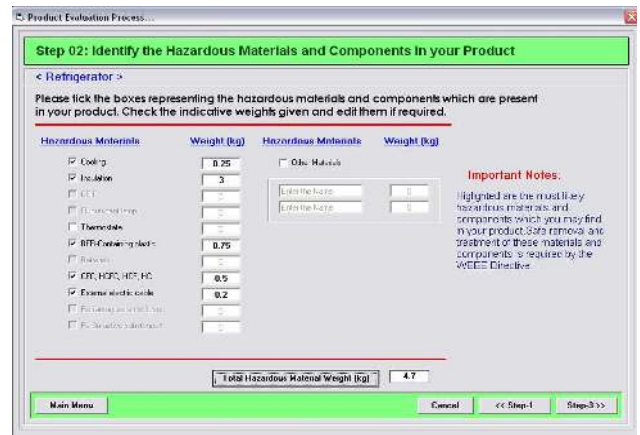 Product Evaluation Process...
Step 02: Identify the Hazardous Materials and Components in your Product
< Refrigerator >
Please tick the boxes representing the hazardous materials and components which are present
in your product. Check the indicative weights given and edit them if required.
Hazardous Materials Weight (kg) Hazardous Materials Weight (kg)
Cooling 0.25 Other Materials
Insulation 3
Enter the Name 0
Enter the Name 0
Thermostats
BFR-Containing plastic 0.75
CFC, HCFC, HCF, HC 0.5
External electric cable 0.2
Important Notes:
Highlighted are the most likely
hazardous materials and
components which you may find
in your product. Safe removal and
treatment of these materials and
components is required by the
WEEE Directive
Total Hazardous Material Weight (kg) 4.7
Main Menu Cancel << Step-1 Step-3 >>